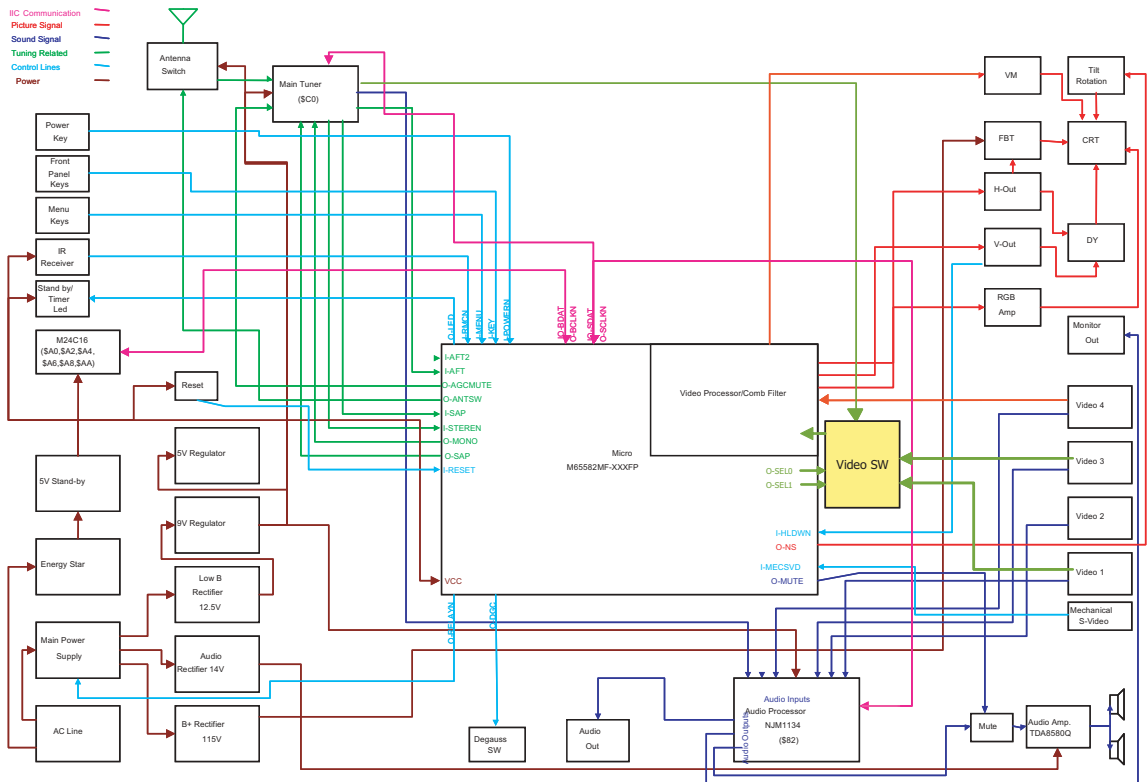 IIC Communication
Picture Signal
Sound Signal
Tuning Related
Control Lines
Power
Antenna
Switch
Main Tuner
($C0)
VM
Tilt
Rotation
Power
Key
FBT
CRT
Front
Panel
Keys
H-Out
Menu
Keys
V-Out
DY
IR
Receiver
Stand by/
Timer
Led
RGB
Amp
Monitor
Out
O-LED
I-RMCN
I-MENU
I-KEY
I-POWERN
IO-BDAT
O-BCLKN
IO-SDAT
O-SCLKN
M24C16
($A0,$A2,$A4,
$A6,$A8,$AA)
I-AFT2
I-AFT
O-AGCMUTE
O-ANTSW
I-SAP
I-STEREN
O-MONO
O-SAP
I-RESET
Video Processor/Comb Filter
Reset
Video 4
5V Regulator
Micro
M65582MF-XXXFP
O-SEL0
O-SEL1
Video SW
Video 3
5V Stand-by
9V Regulator
Video 2
I-HLDWN
O-NS
I-MECSVD
O-MUTE
Energy Star
Low B
Rectifier
12.5V
VCC
Video 1
O-RELAYN
O-DGC
Mechanical
S-Video
Main Power
Supply
Audio
Rectifier 14V
AC Line
B+ Rectifier
115V
Degauss
SW
Audio
Out
Audio Inputs
Audio Outputs
Audio Processor
NJM1134
($82)
Mute
Audio Amp.
TDA8580Q